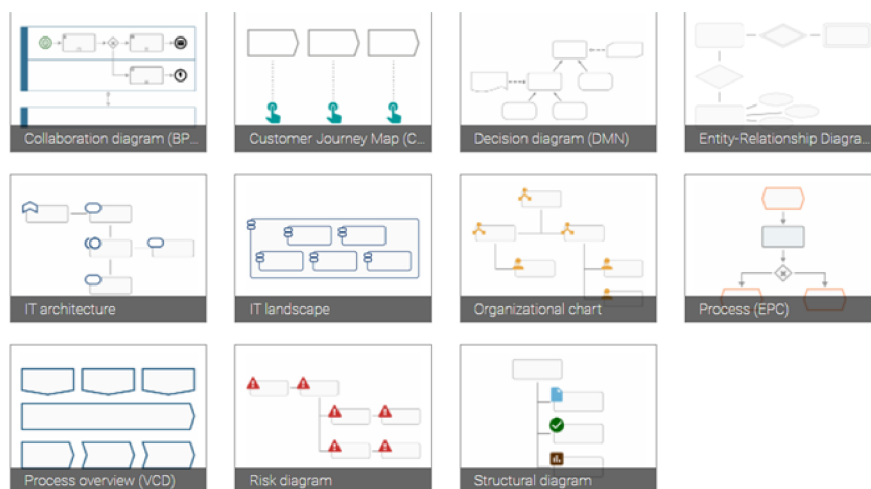 Collaboration diagram (BP...
Customer Journey Map (C...
Decision diagram (DMN)
Entity-Relationship Diagra...
IT architecture
IT landscape
Organizational chart
Process (EPC)
Process overview (VCD)
Risk diagram
Structural diagram